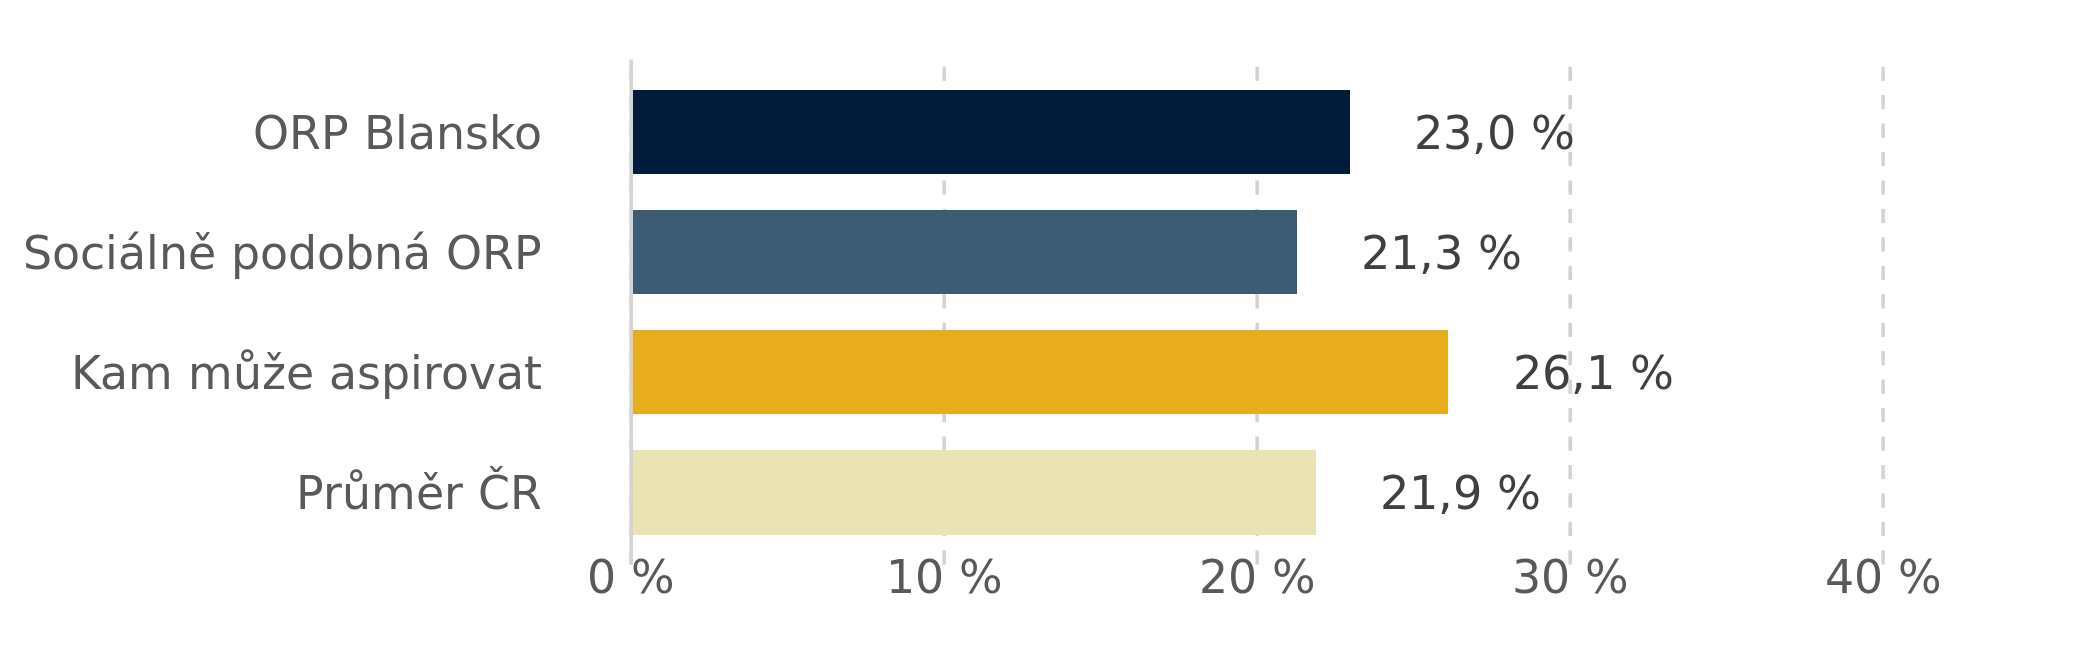 ORP Blansko 23,0 %
Sociálně podobná ORP 21,3 %
Kam může aspirovat 26,1 %
Průměr ČR 21,9 %
0 % 10 % 20 % 30 % 40 %